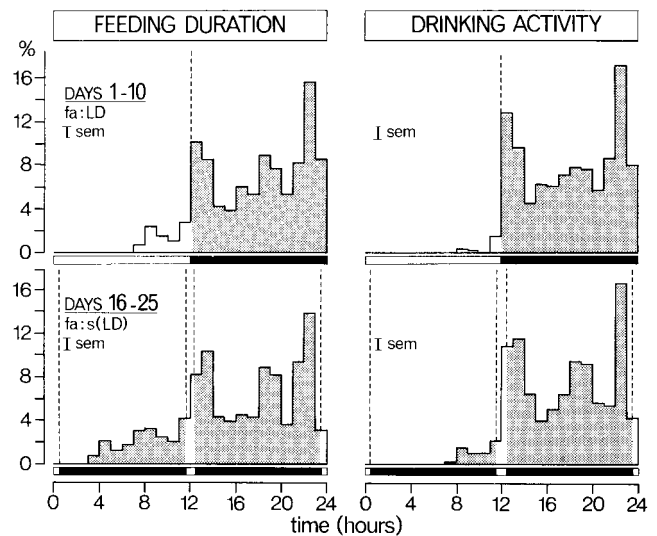 FEEDING DURATION
DRINKING ACTIVITY
%
16
12
8
4
0
DAYS 1-10
fa:LD
I sem
I sem
16
12
8
4
0
DAYS 16-25
fa:s(LD)
I sem
I sem
0 4 8 12 16 20 24
0 4 8 12 16 20 24
time (hours)